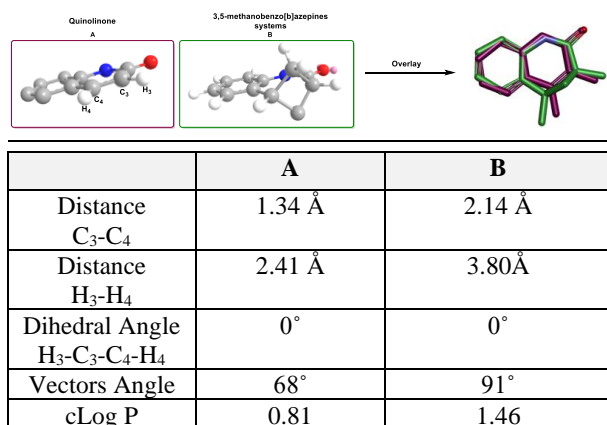 Quinolinone
A
3,5-methanobenzo[b]azepines
systems
B
Overlay
C₄
C₃
H₃
H₄
A B
Distance
C₃-C₄ 1.34 Å 2.14 Å
Distance
H₃-H₄ 2.41 Å 3.80Å
Dihedral Angle
H₃-C₃-C₄-H₄ 0˚ 0˚
Vectors Angle 68˚ 91˚
cLog P 0.81 1.46